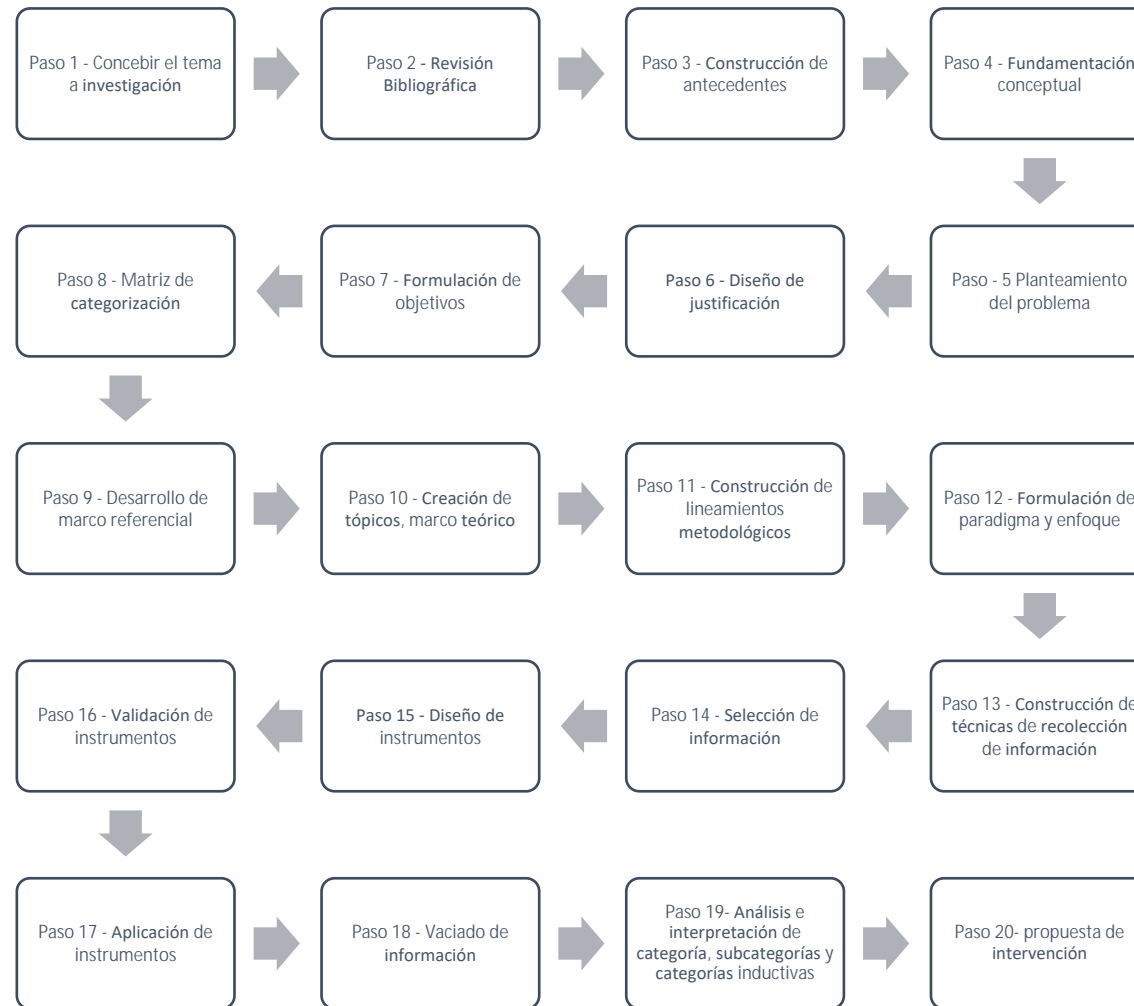 Paso 1 - Concebir el tema
a investigación
Paso 2 - Revisión
Bibliográfica
Paso 3 - Construcción de
antecedentes
Paso 4 - Fundamentación
conceptual
Paso - 5 Planteamiento
del problema
Paso 6 - Diseño de
justificación
Paso 7 - Formulación de
objetivos
Paso 8 - Matriz de
categorización
Paso 9 - Desarrollo de
marco referencial
Paso 10 - Creación de
tópicos, marco teórico
Paso 11 - Construcción de
lineamientos
metodológicos
Paso 12 - Formulación de
paradigma y enfoque
Paso 13 - Construcción de
técnicas de recolección
de información
Paso 14 - Selección de
información
Paso 15 - Diseño de
instrumentos
Paso 16 - Validación de
instrumentos
Paso 17 - Aplicación de
instrumentos
Paso 18 - Vaciado de
información
Paso 19- Análisis e
interpretación de
categoría, subcategorías y
categorías inductivas
Paso 20- propuesta de
intervención